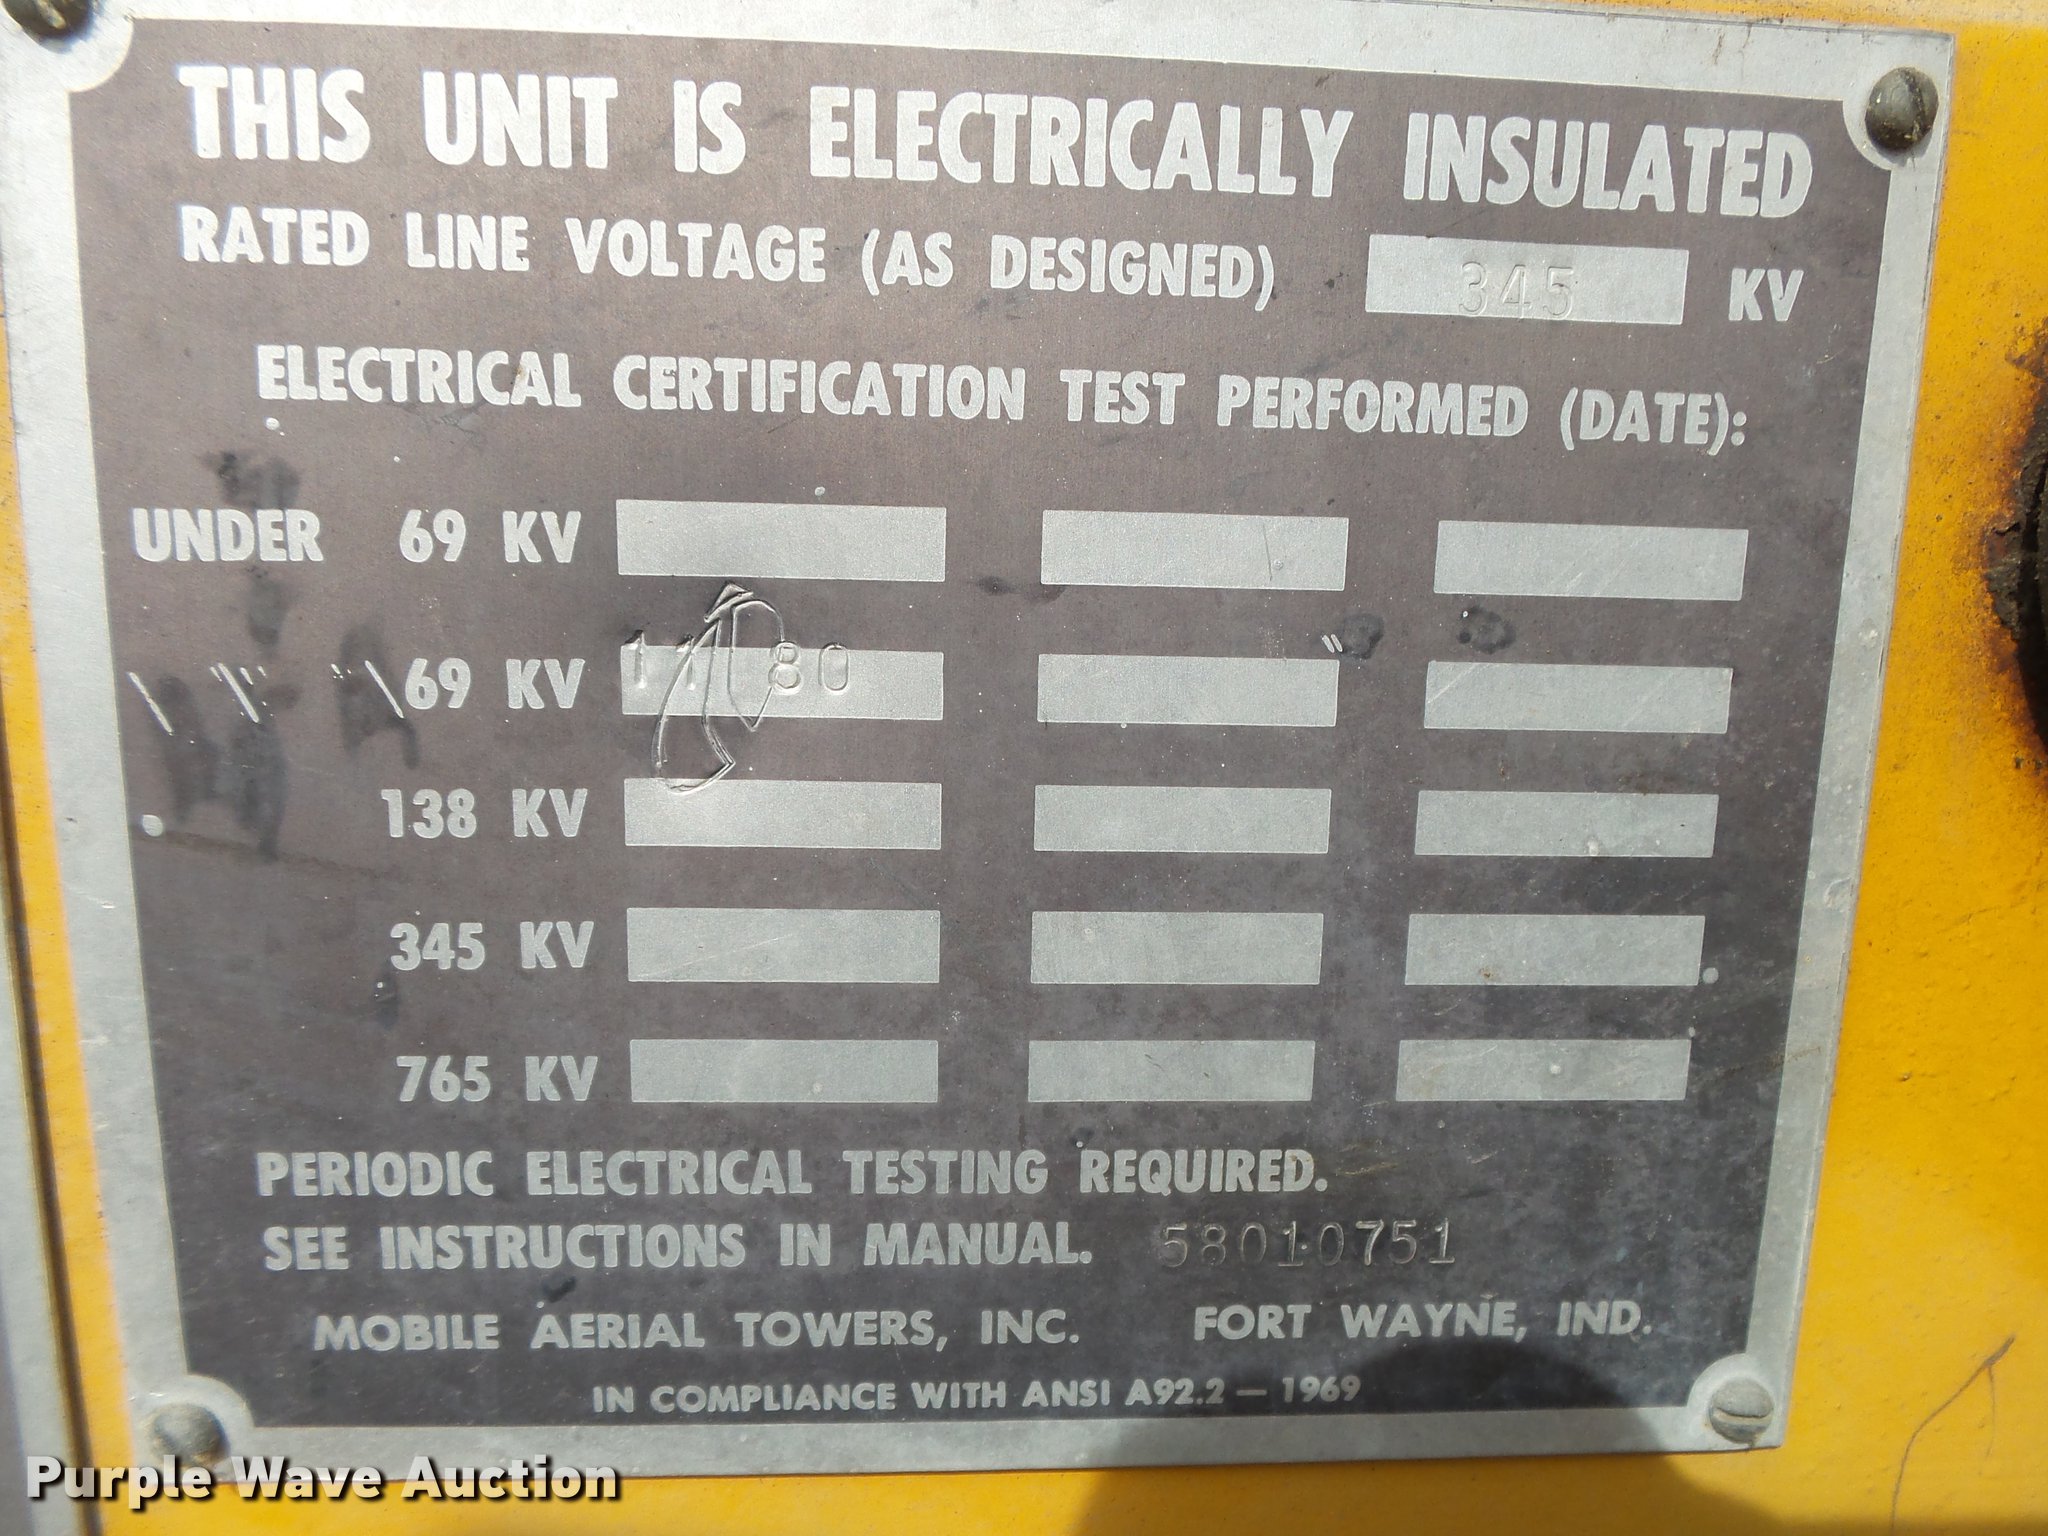 THIS UNIT IS ELECTRICALLY INSULATED
RATED LINE VOLTAGE (AS DESIGNED) 345 KV
ELECTRICAL CERTIFICATION TEST PERFORMED (DATE):
UNDER 69 KV
69 KV 11 80
138 KV
345 KV
765 KV
PERIODIC ELECTRICAL TESTING REQUIRED.
SEE INSTRUCTIONS IN MANUAL. 58010751
MOBILE AERIAL TOWERS, INC. FORT WAYNE, IND.
IN COMPLIANCE WITH ANSI A92.2 — 1969
Purple Wave Auction